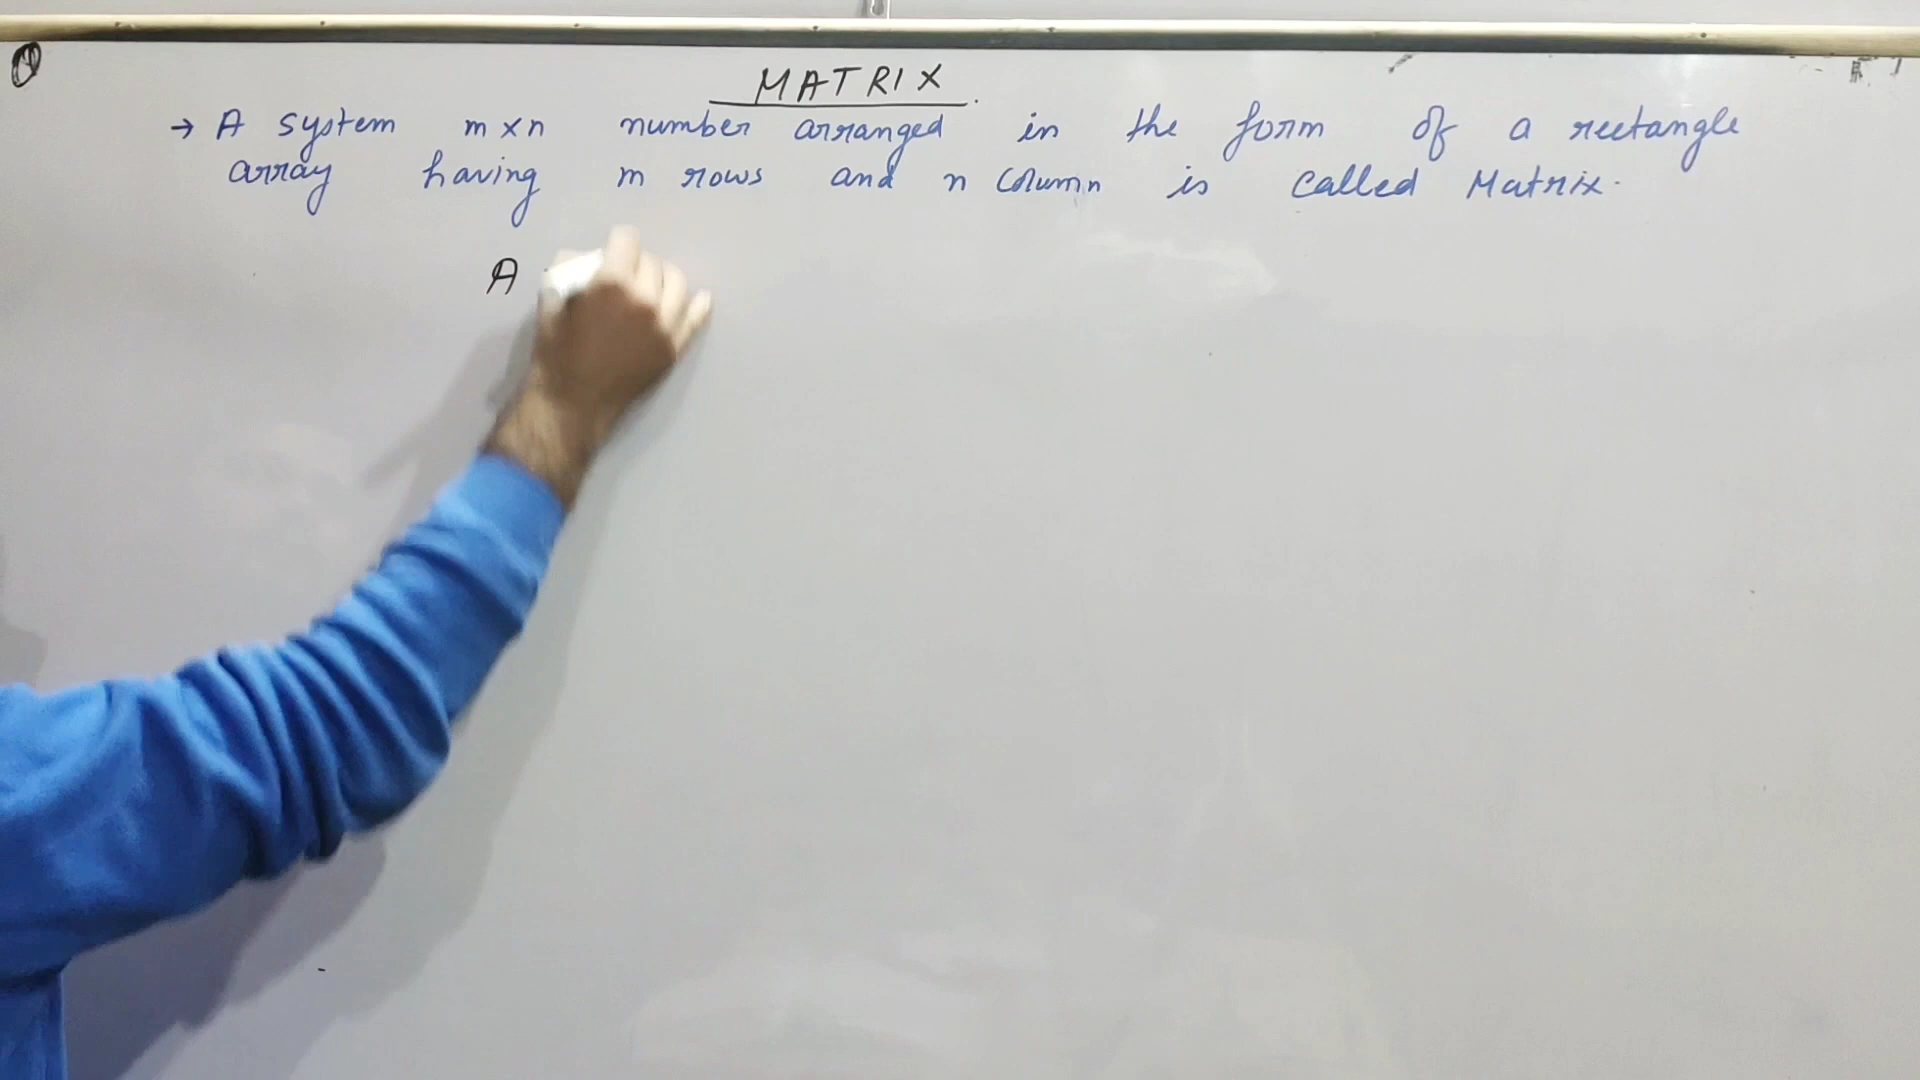 MATRIX
→ A system m×n number arranged in the form of a rectangle
array having m rows and n column is called Matrix.
A